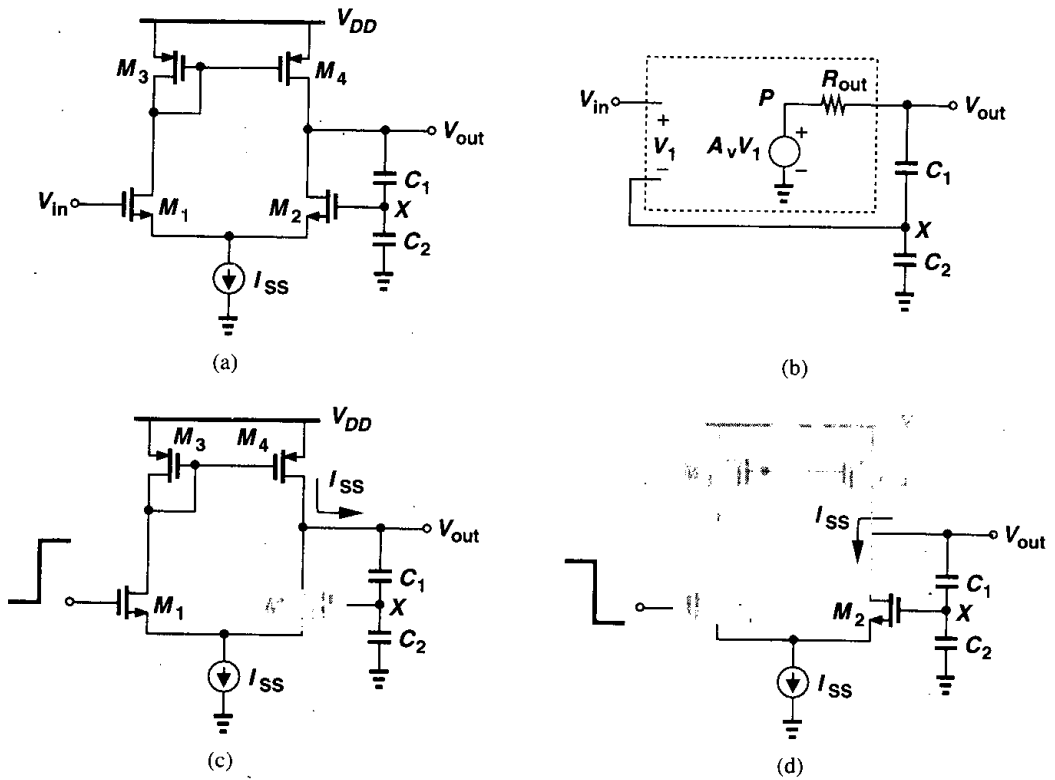 V_DD
M_3
M_4
V_out
C_1
V_in
M_1
M_2
X
C_2
I_SS
(a)
R_out
P
V_in
+
V_1
−
A_vV_1
+
−
V_out
C_1
X
C_2
(b)
V_DD
M_3
M_4
I_SS
V_out
C_1
M_1
X
C_2
I_SS
(c)
I_SS
V_out
C_1
M_2
X
C_2
I_SS
(d)